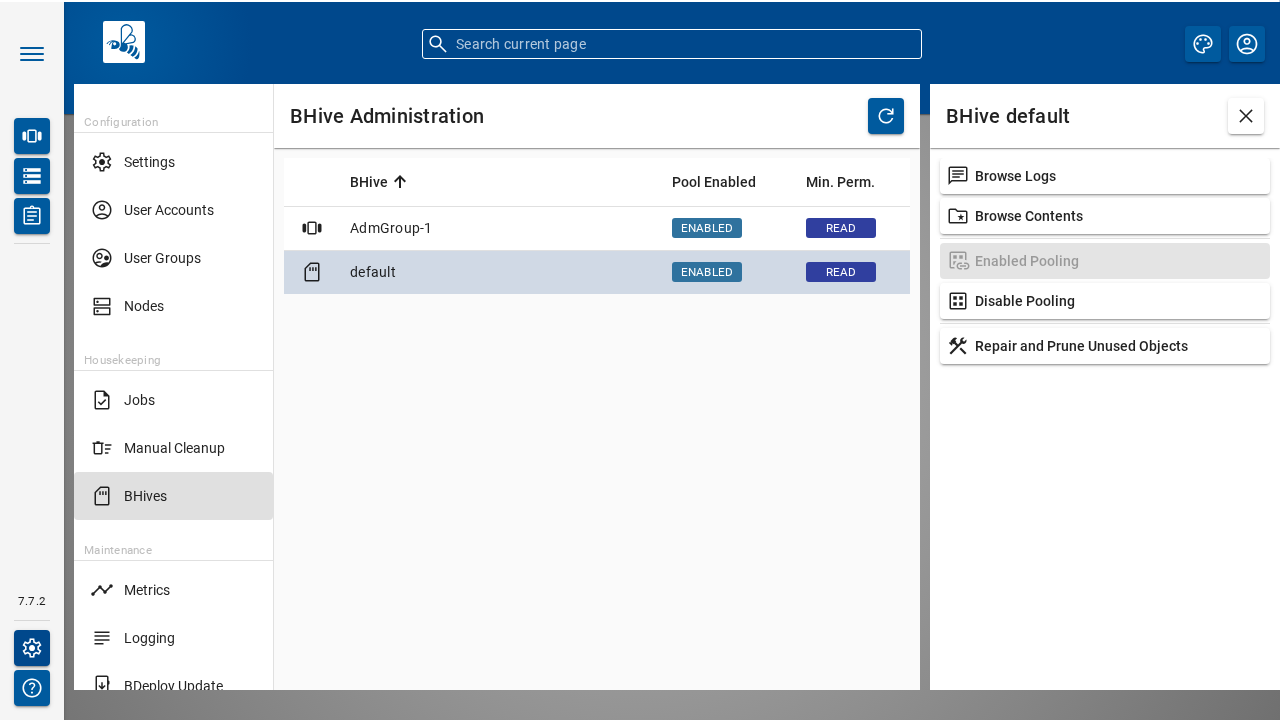 Search current page
7.7.2
Configuration
Settings
User Accounts
User Groups
Nodes
Housekeeping
Jobs
Manual Cleanup
BHives
Maintenance
Metrics
Logging
BDeploy Update
BHive Administration
BHive Pool Enabled Min. Perm.
AdmGroup-1 ENABLED READ
default ENABLED READ
BHive default
Browse Logs
Browse Contents
Enabled Pooling
Disable Pooling
Repair and Prune Unused Objects